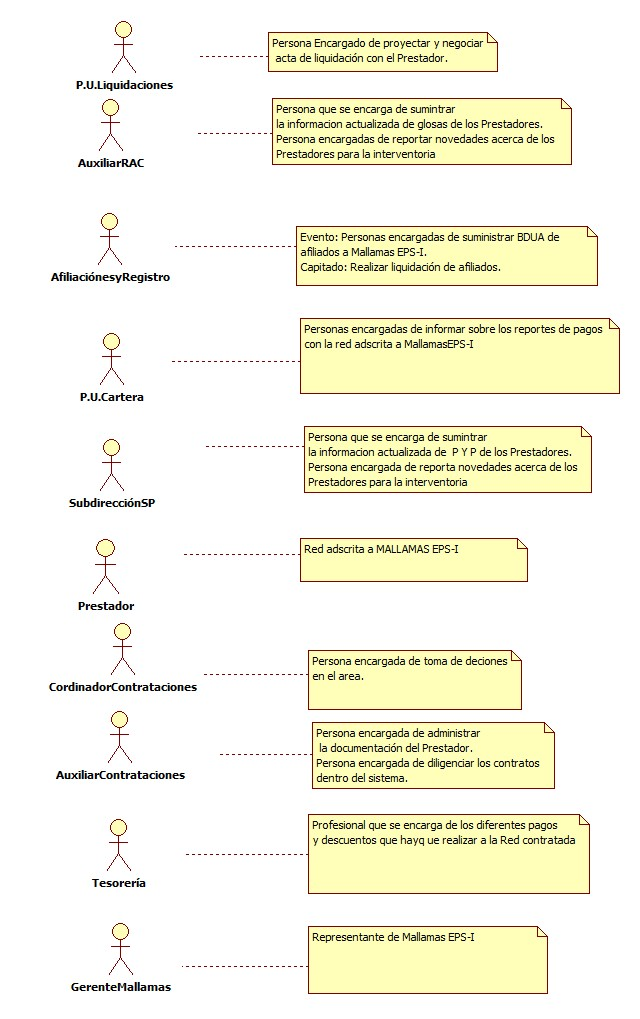 Persona Encargado de proyectar y negociar
acta de liquidación con el Prestador.
P.U.Liquidaciones
Persona que se encarga de sumintrar
la informacion actualizada de glosas de los Prestadores.
Persona encargadas de reportar novedades acerca de los
Prestadores para la interventoria
AuxiliarRAC
Evento: Personas encargadas de suministrar BDUA de
afiliados a Mallamas EPS-I.
Capitado: Realizar liquidación de afiliados.
AfiliaciónesyRegistro
Personas encargadas de informar sobre los reportes de pagos
con la red adscrita a MallamasEPS-I
P.U.Cartera
Persona que se encarga de sumintrar
la informacion actualizada de P Y P de los Prestadores.
Persona encargada de reporta novedades acerca de los
Prestadores para la interventoria
SubdirecciónSP
Red adscrita a MALLAMAS EPS-I
Prestador
Persona encargada de toma de deciones
en el area.
CordinadorContrataciones
Persona encargada de administrar
la documentación del Prestador.
Persona encargada de diligenciar los contratos
dentro del sistema.
AuxiliarContrataciones
Profesional que se encarga de los diferentes pagos
y descuentos que hayq ue realizar a la Red contratada
Tesorería
Representante de Mallamas EPS-I
GerenteMallamas